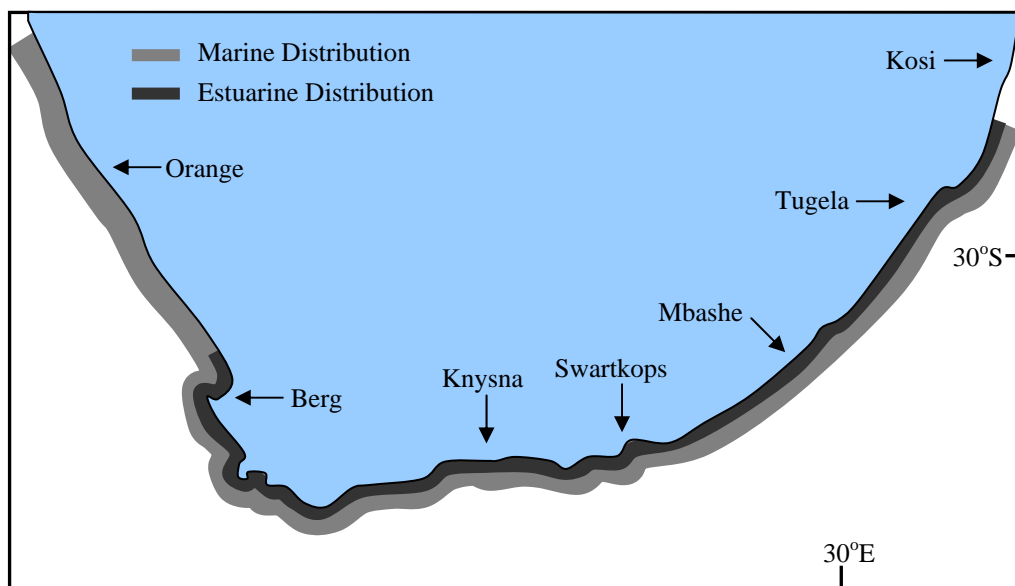 Marine Distribution
Estuarine Distribution
Kosi
Orange
Tugela
30°S
Mbashe
Swartkops
Knysna
Berg
30°E